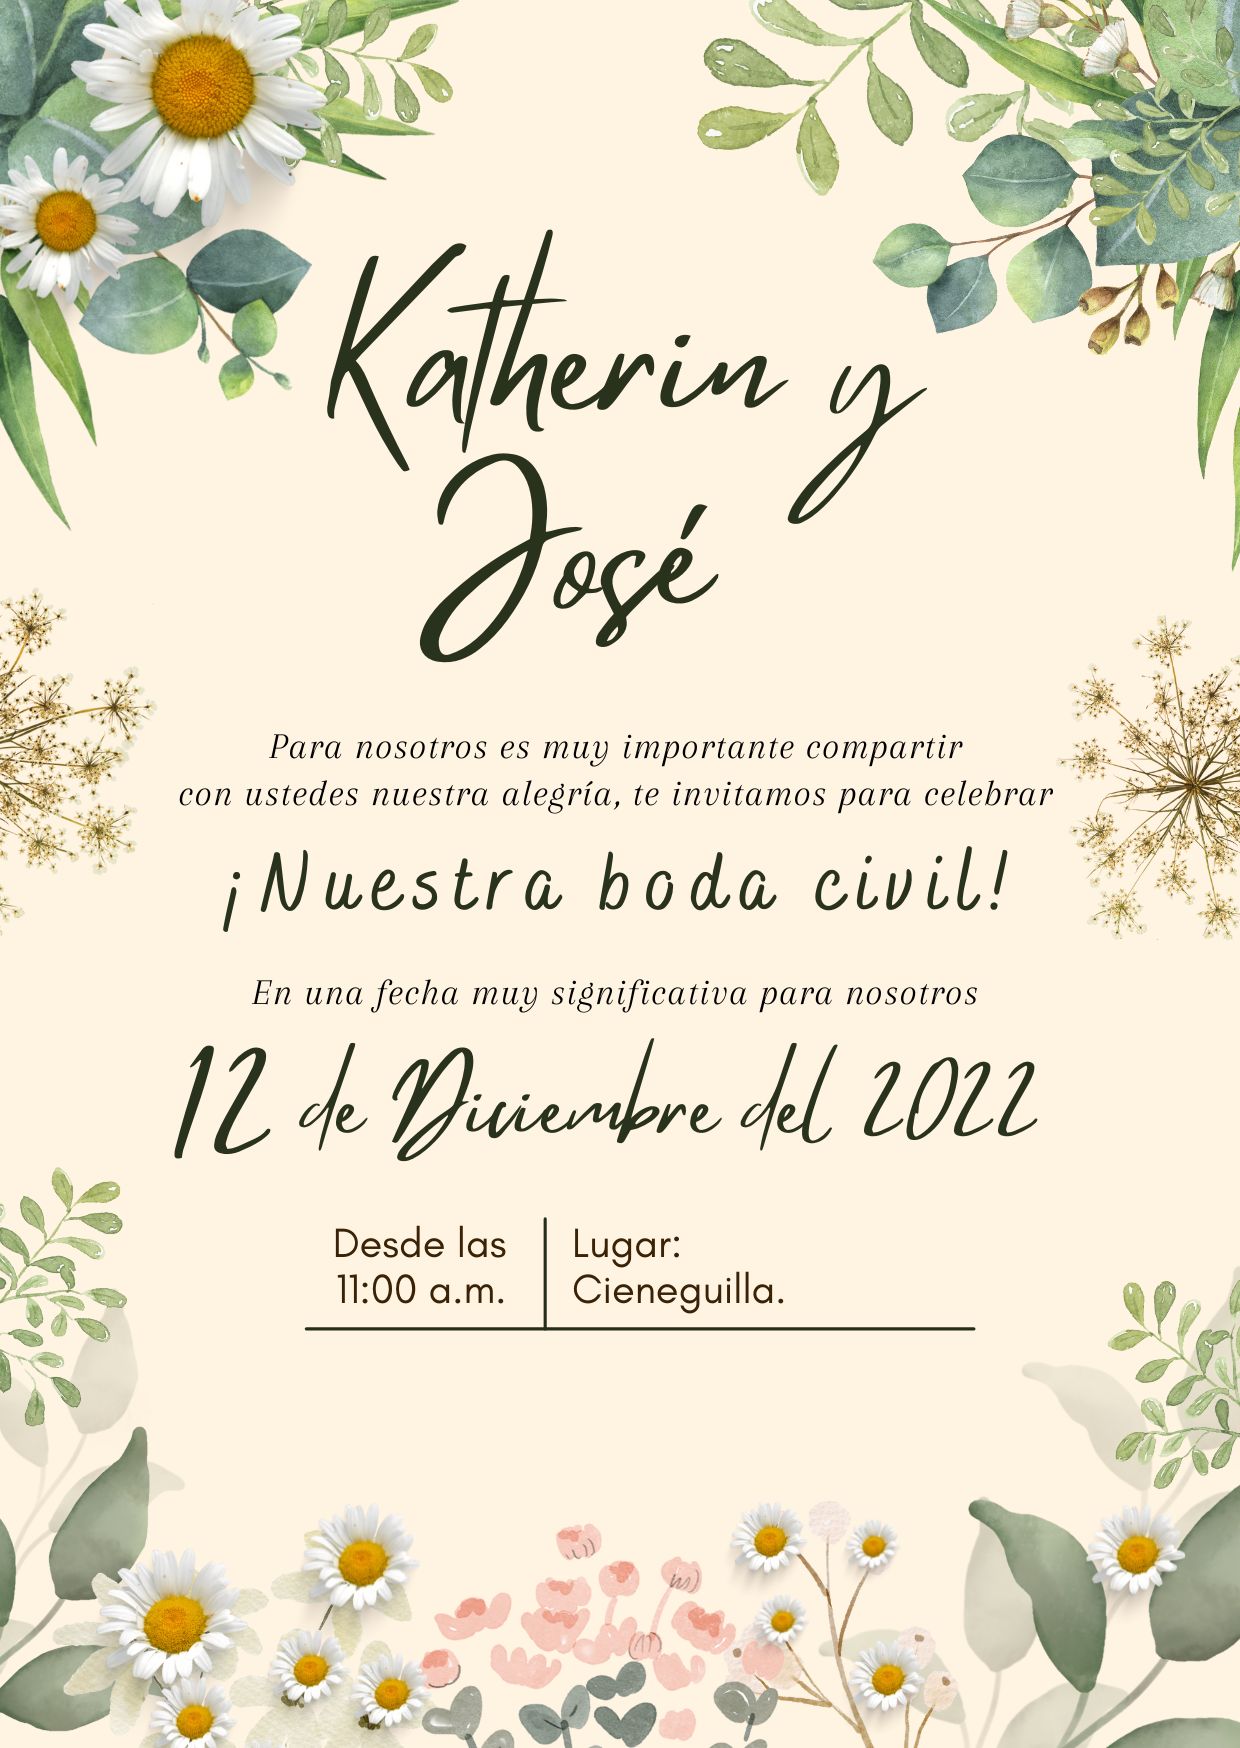 Katherin y
José
Para nosotros es muy importante compartir
con ustedes nuestra alegría, te invitamos para celebrar
¡Nuestra boda civil!
En una fecha muy significativa para nosotros
12 de Diciembre del 2022
Desde las
11:00 a.m.
Lugar:
Cieneguilla.